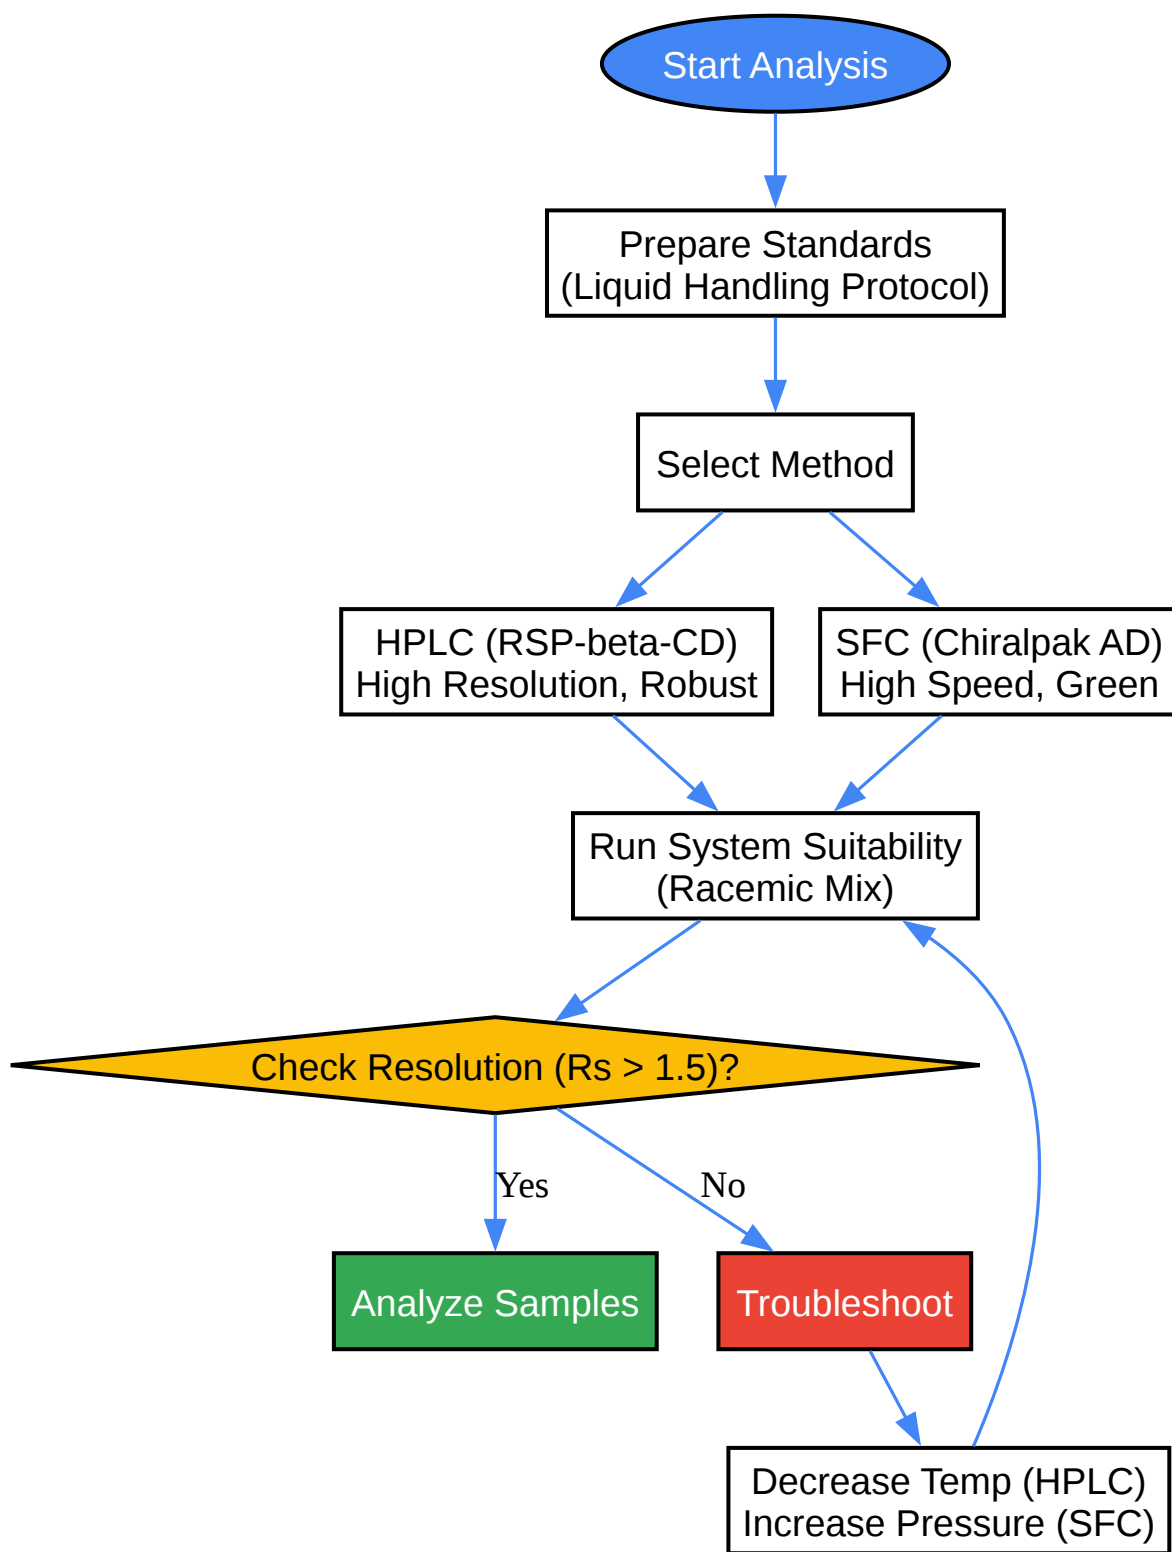 Start Analysis
Prepare Standards
(Liquid Handling Protocol)
Select Method
HPLC (RSP-beta-CD)
High Resolution, Robust
SFC (Chiralpak AD)
High Speed, Green
Run System Suitability
(Racemic Mix)
Check Resolution (Rs > 1.5)?
Yes
No
Analyze Samples
Troubleshoot
Decrease Temp (HPLC)
Increase Pressure (SFC)